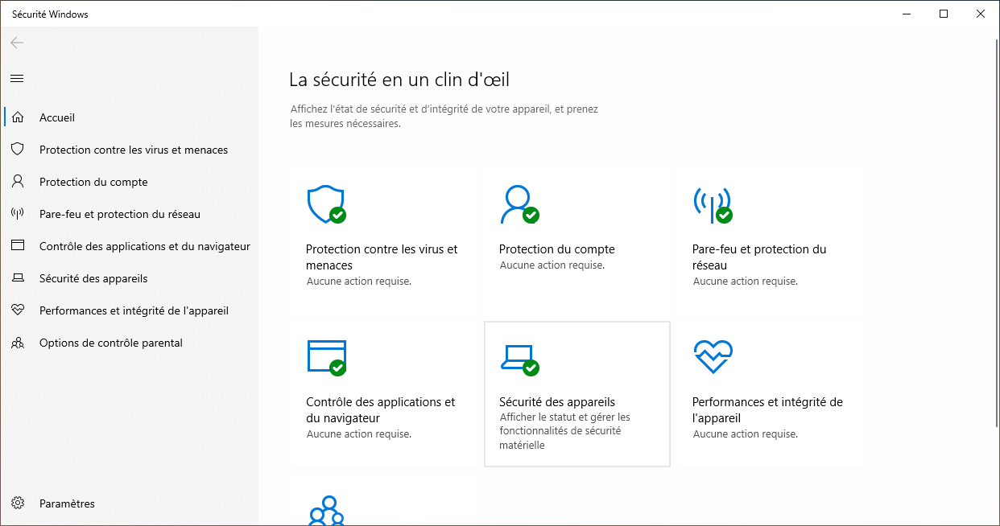 Sécurité Windows
Accueil
Protection contre les virus et menaces
Protection du compte
Pare-feu et protection du réseau
Contrôle des applications et du navigateur
Sécurité des appareils
Performances et intégrité de l'appareil
Options de contrôle parental
Paramètres
La sécurité en un clin d'œil
Affichez l'état de sécurité et d’intégrité de votre appareil, et prenez
les mesures nécessaires.
Protection contre les virus et
menaces
Aucune action requise.
Protection du compte
Aucune action requise.
Pare-feu et protection du
réseau
Aucune action requise.
Contrôle des applications et
du navigateur
Aucune action requise.
Sécurité des appareils
Afficher le statut et gérer les
fonctionnalités de sécurité
matérielle
Performances et intégrité de
l'appareil
Aucune action requise.